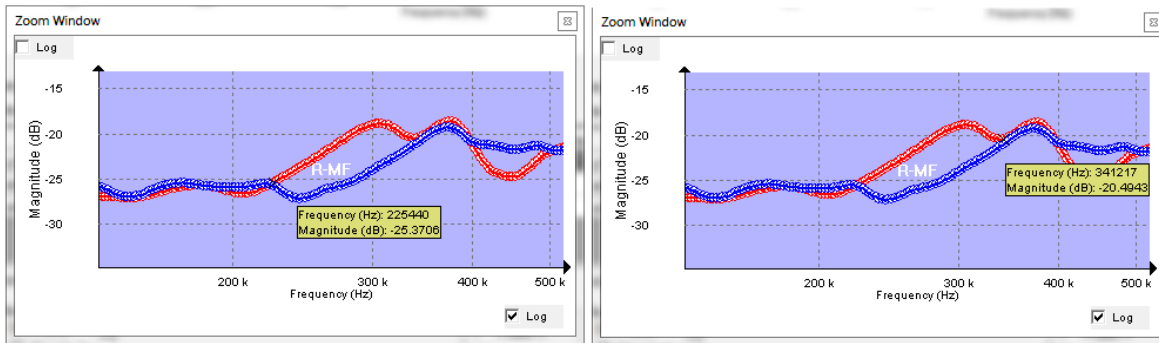 Zoom Window
Log
-15
-20
-25
-30
Magnitude (dB)
R-MF
Frequency (Hz): 225440
Magnitude (dB): -25.3706
200 k
300 k
400 k
500 k
Frequency (Hz)
Log
Zoom Window
Log
-15
-20
-25
-30
Magnitude (dB)
R-MF
Frequency (Hz): 341217
Magnitude (dB): -20.4943
200 k
300 k
400 k
500 k
Frequency (Hz)
Log